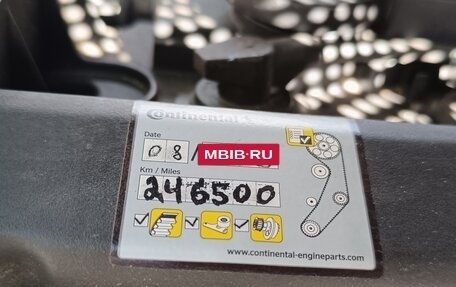 Continental
Date
08/
MBIB-RU
Km / Miles
246500
www.continental-engineparts.com